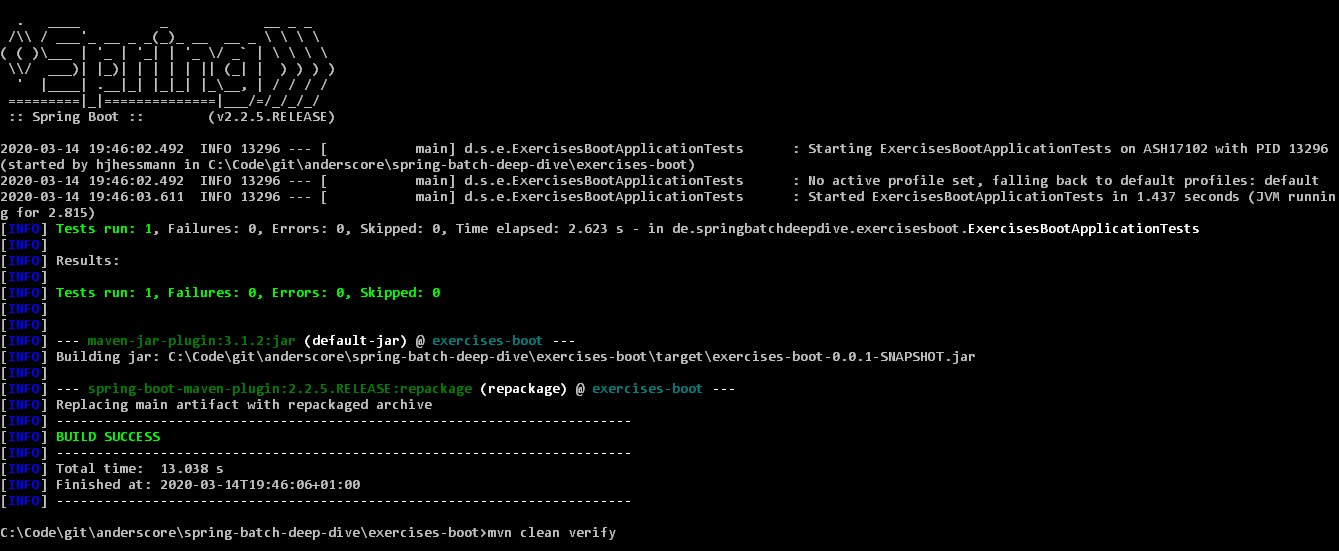 .   ____          _            __ _ _
 /\\ / ___'_ __ _ _(_)_ __  __ _ \ \ \ \
( ( )\___ | '_ | '_| | '_ \/ _` | \ \ \ \
 \\/  ___)| |_)| | | | | || (_| |  ) ) ) )
  '  |____| .__|_| |_|_| |_\__, | / / / /
 =========|_|==============|___/=/_/_/_/
 :: Spring Boot ::        (v2.2.5.RELEASE)

2020-03-14 19:46:02.492  INFO 13296 --- [           main] d.s.e.ExercisesBootApplicationTests      : Starting ExercisesBootApplicationTests on ASH17102 with PID 13296
(started by hjhessmann in C:\Code\git\anderscore\spring-batch-deep-dive\exercises-boot)
2020-03-14 19:46:02.492  INFO 13296 --- [           main] d.s.e.ExercisesBootApplicationTests      : No active profile set, falling back to default profiles: default
2020-03-14 19:46:03.611  INFO 13296 --- [           main] d.s.e.ExercisesBootApplicationTests      : Started ExercisesBootApplicationTests in 1.437 seconds (JVM runnin
g for 2.815)
[INFO] Tests run: 1, Failures: 0, Errors: 0, Skipped: 0, Time elapsed: 2.623 s - in de.springbatchdeepdive.exercisesboot.ExercisesBootApplicationTests
[INFO]
[INFO] Results:
[INFO]
[INFO] Tests run: 1, Failures: 0, Errors: 0, Skipped: 0
[INFO]
[INFO]
[INFO] --- maven-jar-plugin:3.1.2:jar (default-jar) @ exercises-boot ---
[INFO] Building jar: C:\Code\git\anderscore\spring-batch-deep-dive\exercises-boot\target\exercises-boot-0.0.1-SNAPSHOT.jar
[INFO]
[INFO] --- spring-boot-maven-plugin:2.2.5.RELEASE:repackage (repackage) @ exercises-boot ---
[INFO] Replacing main artifact with repackaged archive
[INFO] ------------------------------------------------------------------------
[INFO] BUILD SUCCESS
[INFO] ------------------------------------------------------------------------
[INFO] Total time:  13.038 s
[INFO] Finished at: 2020-03-14T19:46:06+01:00
[INFO] ------------------------------------------------------------------------

C:\Code\git\anderscore\spring-batch-deep-dive\exercises-boot>mvn clean verify